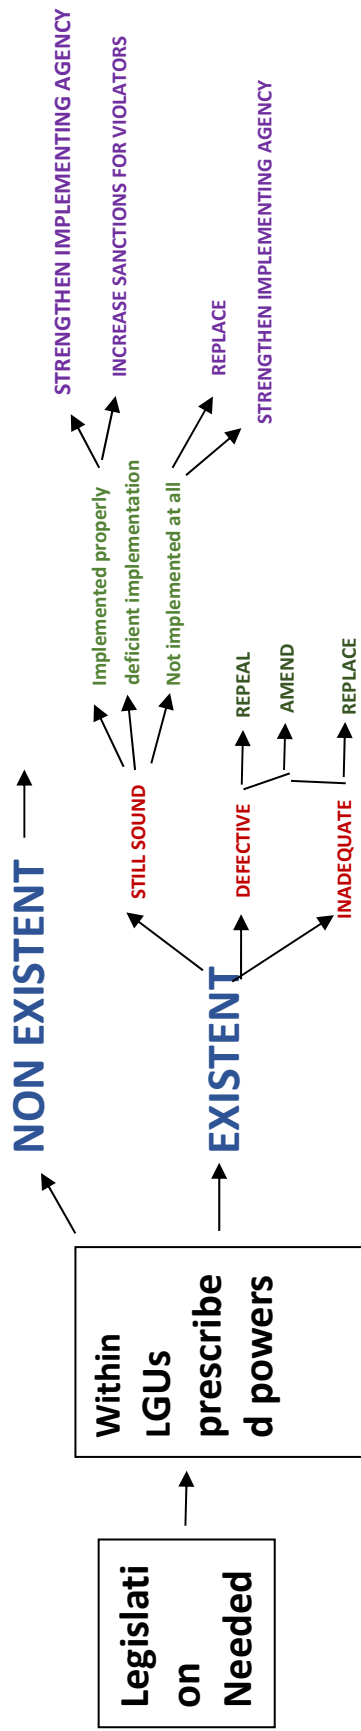 Legislati
on
Needed
Within
LGUs
prescribe
d powers
NON EXISTENT
EXISTENT
STILL SOUND
DEFECTIVE
INADEQUATE
Implemented properly
deficient implementation
Not implemented at all
REPEAL
AMEND
REPLACE
STRENGTHEN IMPLEMENTING AGENCY
INCREASE SANCTIONS FOR VIOLATORS
REPLACE
STRENGTHEN IMPLEMENTING AGENCY